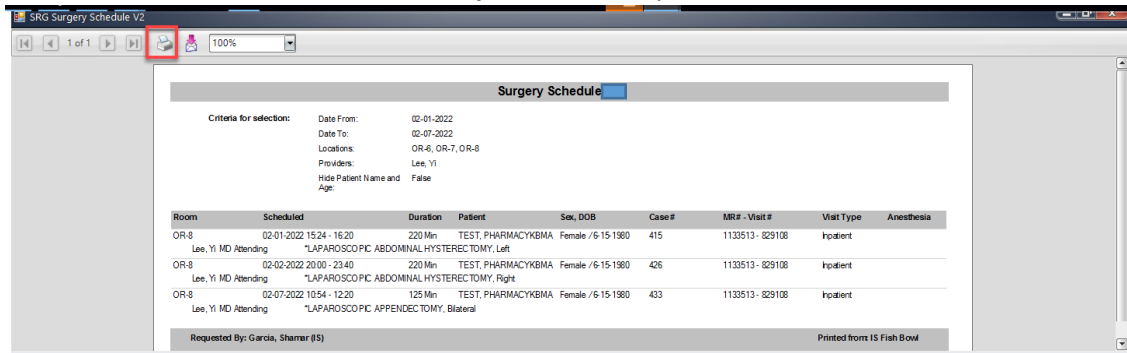 SRG Surgery Schedule V2
1 of 1 100%
Surgery Schedule
Criteria for selection: Date From: 02-01-2022
Date To: 02-07-2022
Locations: OR-6, OR-7, OR-8
Providers: Lee, Yi
Hide Patient Name and Age: False
Room Scheduled Duration Patient Sex, DOB Case# MR# - Visit# Visit Type Anesthesia
OR-8 02-01-2022 15:24 - 16:20 220 Min TEST, PHARMACYKBMA Female / 6-15-1980 415 1133513 - 829108 Inpatient
Lee, Yi MD Attending *LAPAROSCOPIC ABDOMINAL HYSTERECTOMY, Left
OR-8 02-02-2022 20:00 - 23:40 220 Min TEST, PHARMACYKBMA Female / 6-15-1980 426 1133513 - 829108 Inpatient
Lee, Yi MD Attending *LAPAROSCOPIC ABDOMINAL HYSTERECTOMY, Right
OR-8 02-07-2022 10:54 - 12:20 125 Min TEST, PHARMACYKBMA Female / 6-15-1980 433 1133513 - 829108 Inpatient
Lee, Yi MD Attending *LAPAROSCOPIC APPENDECTOMY, Bilateral
Requested By: Garcia, Shamar (IS) Printed from: IS Fish Bowl